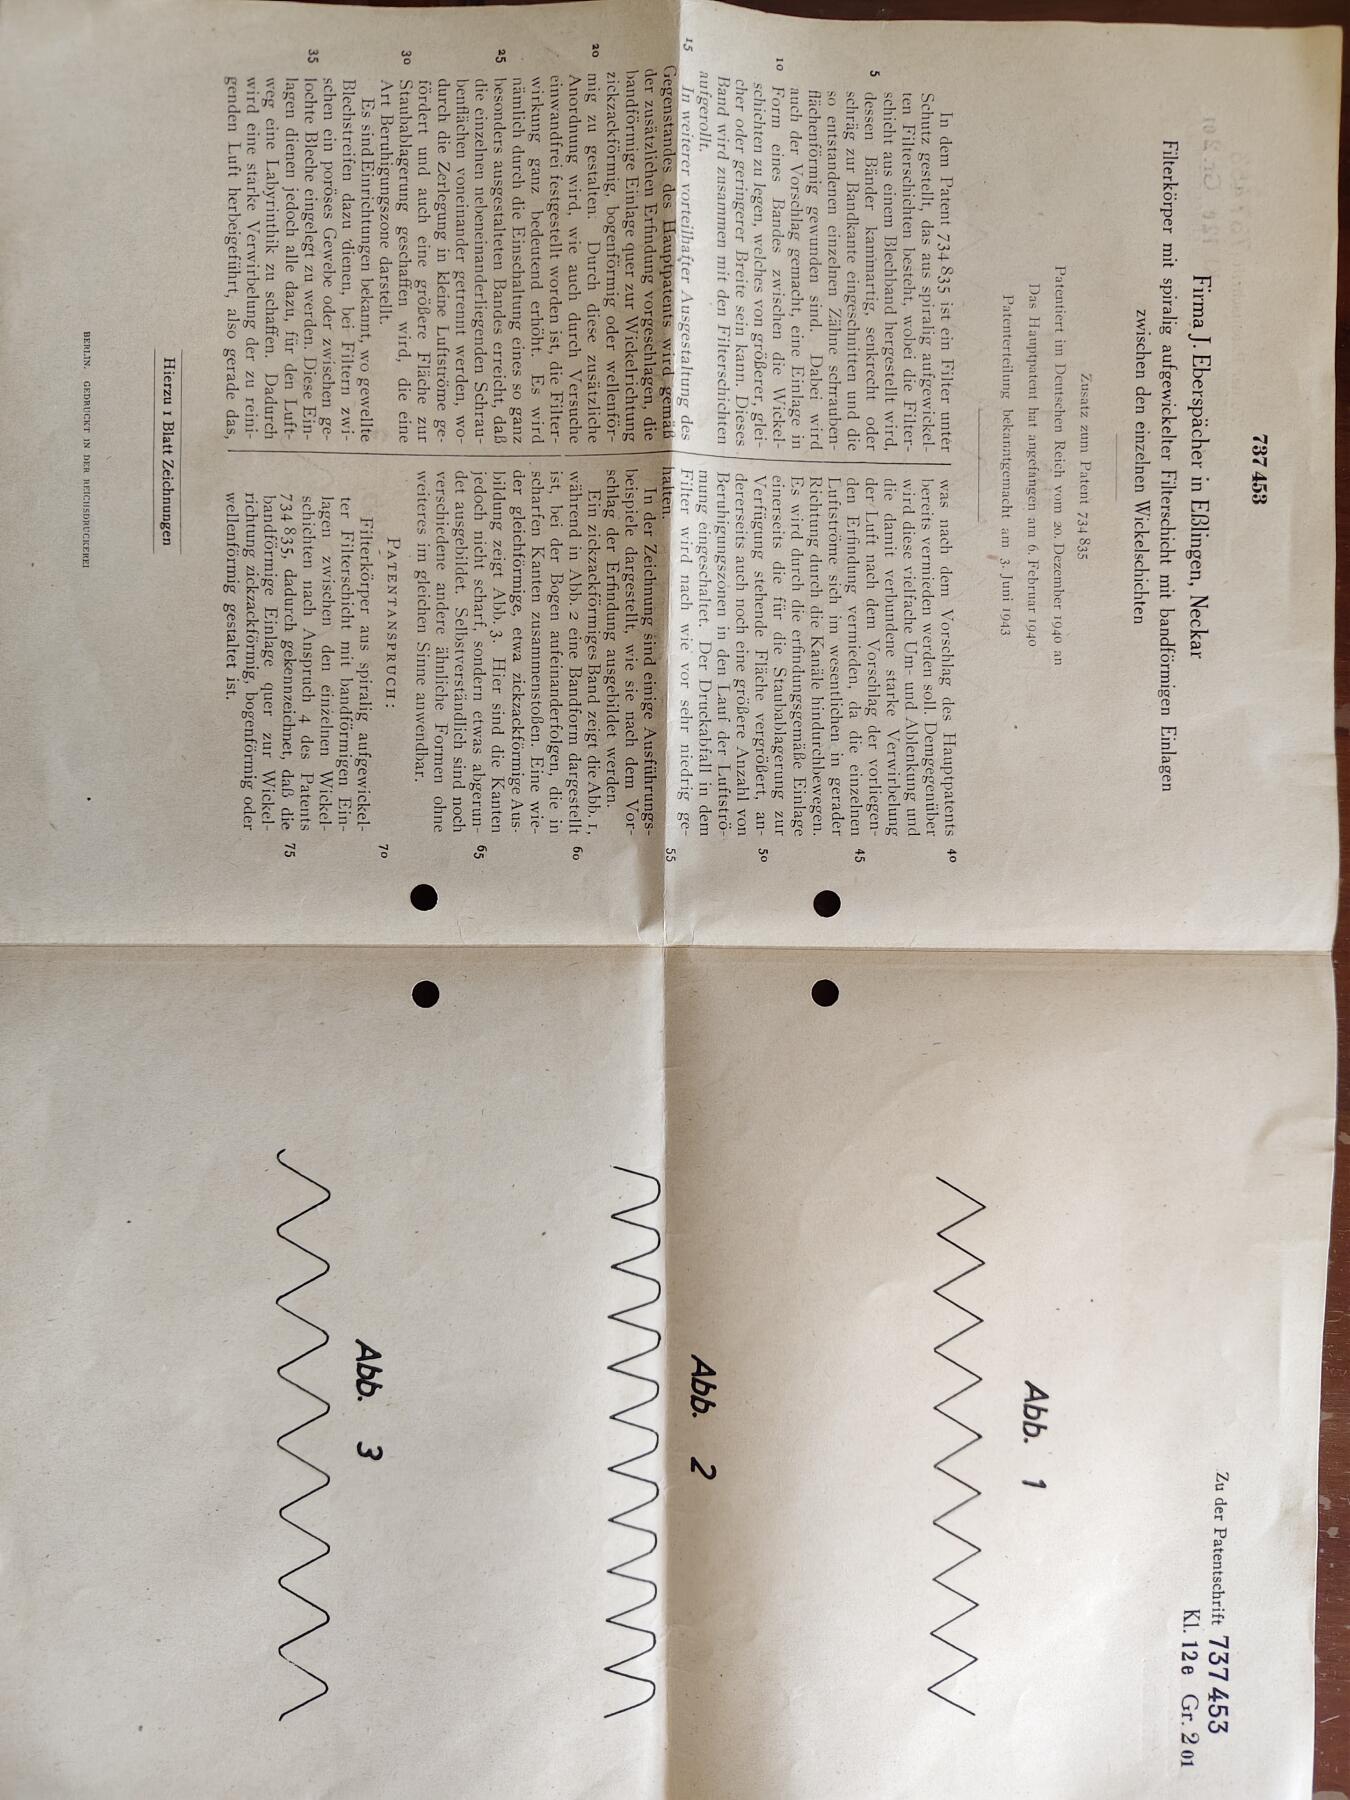 737 453
Firma J. Eberspächer in Eßlingen, Neckar
Filterkörper mit spiralig aufgewickelter Filterschicht mit bandförmigen Einlagen
zwischen den einzelnen Wickelschichten
Zusatz zum Patent 734 835
Patentiert im Deutschen Reich vom 20. Dezember 1940 an
Das Hauptpatent hat angefangen am 6. Februar 1940
Patenterteilung bekanntgemacht am 3. Juni 1943
In dem Patent 734 835 ist ein Filter unter
Schutz gestellt, das aus spiralig aufgewickel-
ten Filterschichten besteht, wobei die Filter-
schicht aus einem Blechband hergestellt wird,
5 dessen Bänder kammartig, senkrecht oder
schräg zur Bandkante eingeschnitten und die
so entstandenen einzelnen Zähne schrauben-
flächenförmig gewunden sind. Dabei wird
auch der Vorschlag gemacht, eine Einlage in
10 Form eines Bandes zwischen die Wickel-
schichten zu legen, welches von größerer, glei-
cher oder geringerer Breite sein kann. Dieses
Band wird zusammen mit den Filterschichten
aufgerollt.
15 In weiterer vorteilhafter Ausgestaltung des
Gegenstandes des Hauptpatents wird gemäß
der zusätzlichen Erfindung vorgeschlagen, die
bandförmige Einlage quer zur Wickelrichtung
zickzackförmig, bogenförmig oder wellenför-
20 mig zu gestalten. Durch diese zusätzliche
Anordnung wird, wie auch durch Versuche
einwandfrei festgestellt worden ist, die Filter-
wirkung ganz bedeutend erhöht. Es wird
nämlich durch die Einschaltung eines so ganz
25 besonders ausgestalteten Bandes erreicht, daß
die einzelnen nebeneinanderliegenden Schrau-
benflächen voneinander getrennt werden, wo-
durch die Zerlegung in kleine Luftströme ge-
fördert und auch eine größere Fläche zur
30 Staubablagerung geschaffen wird, die eine
Art Beruhigungszone darstellt.
Es sind Einrichtungen bekannt, wo gewellte
Blechstreifen dazu dienen, bei Filtern zwi-
schen ein poröses Gewebe oder zwischen ge-
35 lochte Bleche eingelegt zu werden. Diese Ein-
lagen dienen jedoch alle dazu, für den Luft-
weg eine Labyrinthik zu schaffen. Dadurch
wird eine starke Verwirbelung der zu reini-
genden Luft herbeigeführt, also gerade das,
was nach dem Vorschlag des Hauptpatents 40
bereits vermieden werden soll. Demgegenüber
wird diese vielfache Um- und Ablenkung und
die damit verbundene starke Verwirbelung
der Luft nach dem Vorschlag der vorliegen-
den Erfindung vermieden, da die einzelnen 45
Luftströme sich im wesentlichen in gerader
Richtung durch die Kanäle hindurchbewegen.
Es wird durch die erfindungsgemäße Einlage
einerseits die für die Staubablagerung zur
Verfügung stehende Fläche vergrößert, an- 50
dererseits auch noch eine größere Anzahl von
Beruhigungszonen in den Lauf der Luftströ-
mung eingeschaltet. Der Druckabfall in dem
Filter wird nach wie vor sehr niedrig ge-
halten. 55
In der Zeichnung sind einige Ausführungs-
beispiele dargestellt, wie sie nach dem Vor-
schlag der Erfindung ausgebildet werden.
Ein zickzackförmiges Band zeigt die Abb. 1,
während in Abb. 2 eine Bandform dargestellt 60
ist, bei der Bogen aufeinanderfolgen, die in
scharfen Kanten zusammenstoßen. Eine wie-
der gleichförmige, etwa zickzackförmige Aus-
bildung zeigt Abb. 3. Hier sind die Kanten
jedoch nicht scharf, sondern etwas abgerun- 65
det ausgebildet. Selbstverständlich sind noch
verschiedene andere ähnliche Formen ohne
weiteres im gleichen Sinne anwendbar.
PATENTANSPRUCH:
Filterkörper aus spiralig aufgewickel- 70
ter Filterschicht mit bandförmigen Ein-
lagen zwischen den einzelnen Wickel-
schichten nach Anspruch 4 des Patents
734 835, dadurch gekennzeichnet, daß die
bandförmige Einlage quer zur Wickel- 75
richtung zickzackförmig, bogenförmig oder
wellenförmig gestaltet ist.
Hierzu 1 Blatt Zeichnungen
BERLIN. GEDRUCKT IN DER REICHSDRUCKEREI
Zu der Patentschrift 737 453
Kl. 12e Gr. 2 01
Abb. 1
Abb. 2
Abb. 3